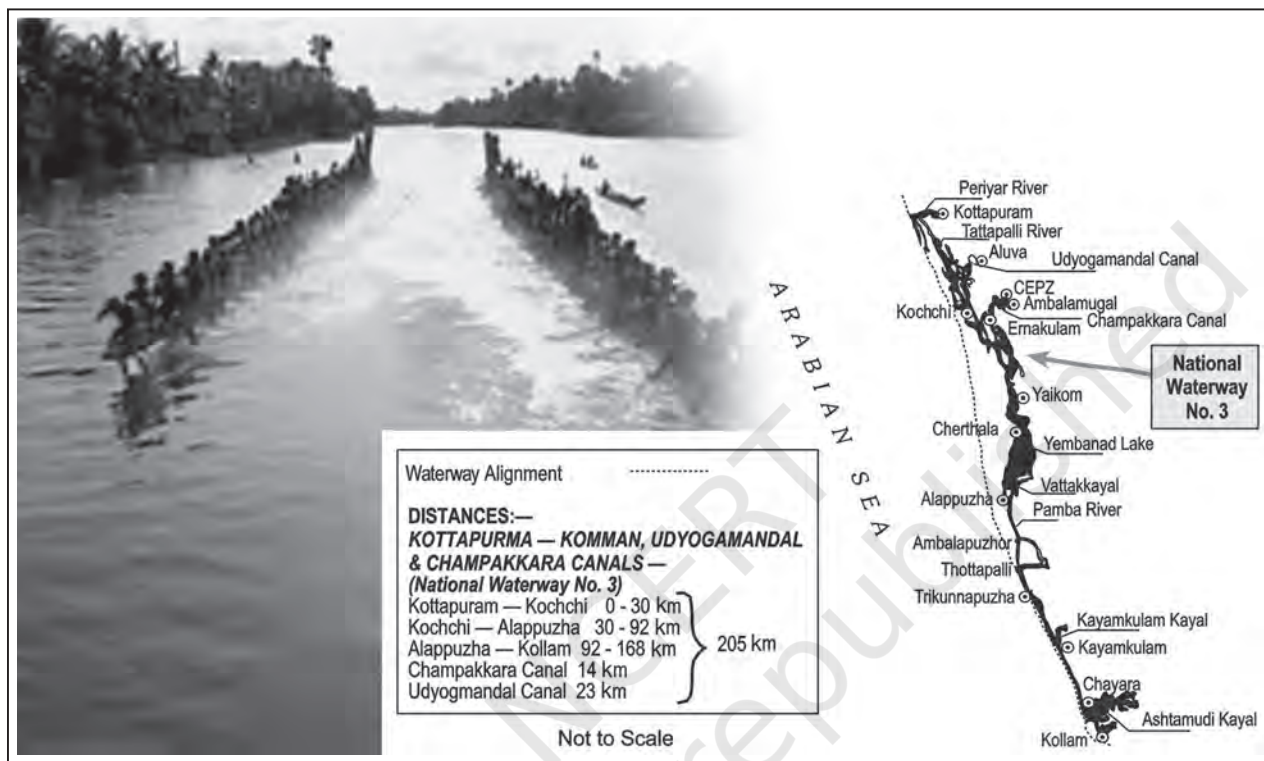 Periyar River
Kottapuram
Tattapalli River
Aluva
Udyogamandal Canal
CEPZ
Ambalamugal
Kochchi
Champakkara Canal
Ernakulam
ARABIAN SEA
National
Waterway
No. 3
Yaikom
Cherthala
Yembanad Lake
Vattakkayal
Alappuzha
Pamba River
Ambalapuzhor
Thottapalli
Trikunnapuzha
Kayamkulam Kayal
Kayamkulam
Chayara
Ashtamudi Kayal
Kollam
Waterway Alignment
DISTANCES:—
KOTTAPURMA — KOMMAN, UDYOGAMANDAL
& CHAMPAKKARA CANALS —
(National Waterway No. 3)
Kottapuram — Kochchi 0 - 30 km
Kochchi — Alappuzha 30 - 92 km
Alappuzha — Kollam 92 - 168 km
Champakkara Canal 14 km
Udyogmandal Canal 23 km
205 km
Not to Scale
NCERT
republished